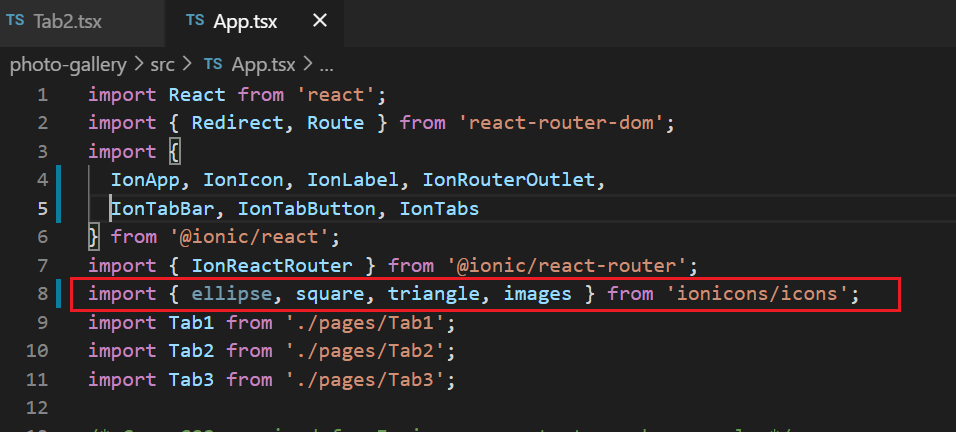 TS Tab2.tsx TS App.tsx ×
photo-gallery > src > TS App.tsx > ...
1 import React from 'react';
2 import { Redirect, Route } from 'react-router-dom';
3 import {
4 IonApp, IonIcon, IonLabel, IonRouterOutlet,
5 IonTabBar, IonTabButton, IonTabs
6 } from '@ionic/react';
7 import { IonReactRouter } from '@ionic/react-router';
8 import { ellipse, square, triangle, images } from 'ionicons/icons';
9 import Tab1 from './pages/Tab1';
10 import Tab2 from './pages/Tab2';
11 import Tab3 from './pages/Tab3';
12